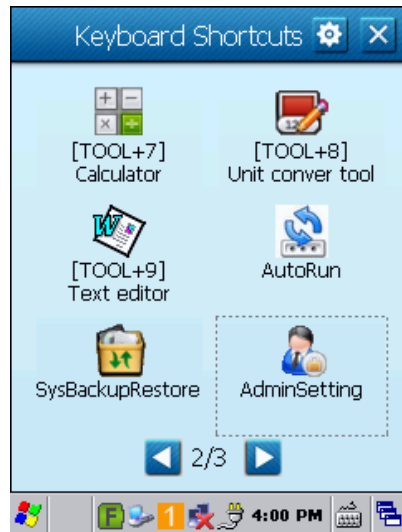 Keyboard Shortcuts
[TOOL+7]
Calculator
[TOOL+8]
Unit conver tool
[TOOL+9]
Text editor
AutoRun
SysBackupRestore
AdminSetting
2/3
F
1
4:00 PM